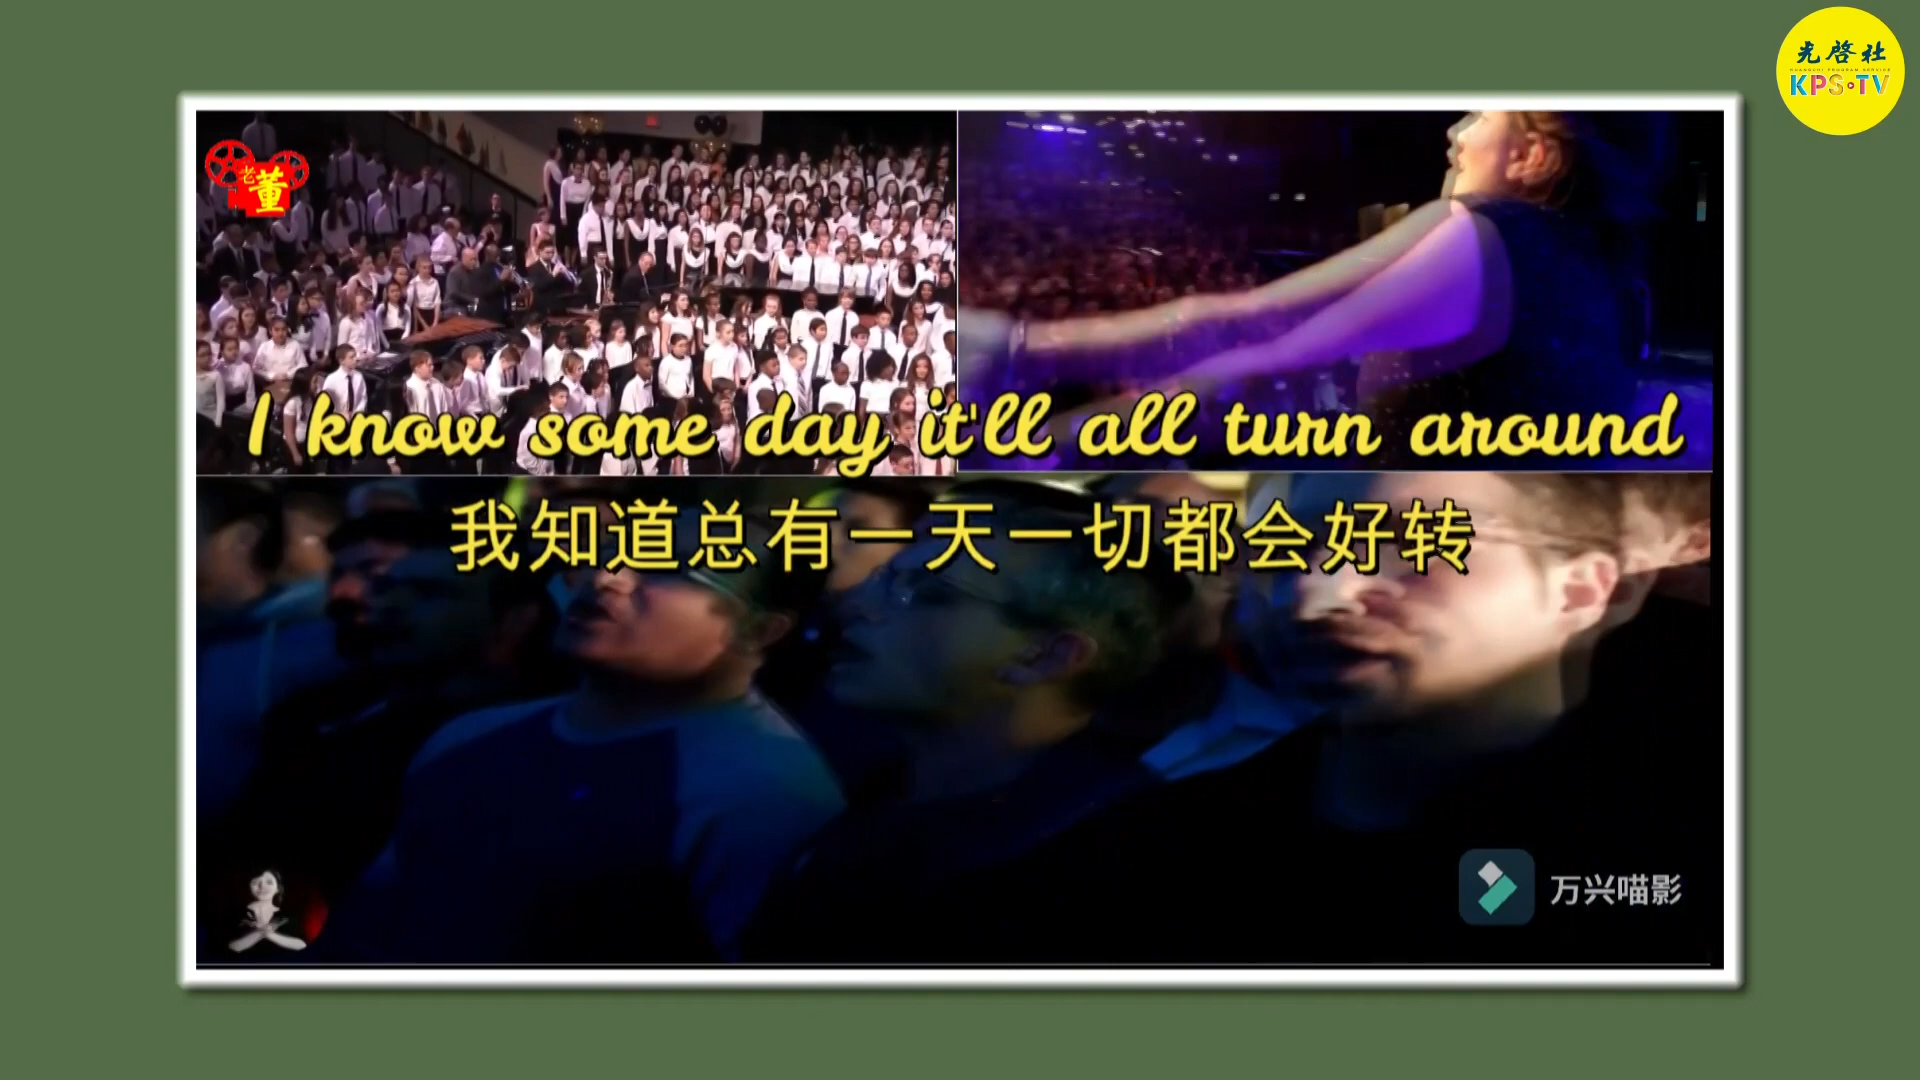 光启社
KPS TV
老董
I know some day it'll all turn around
我知道总有一天一切都会好转
万兴喵影